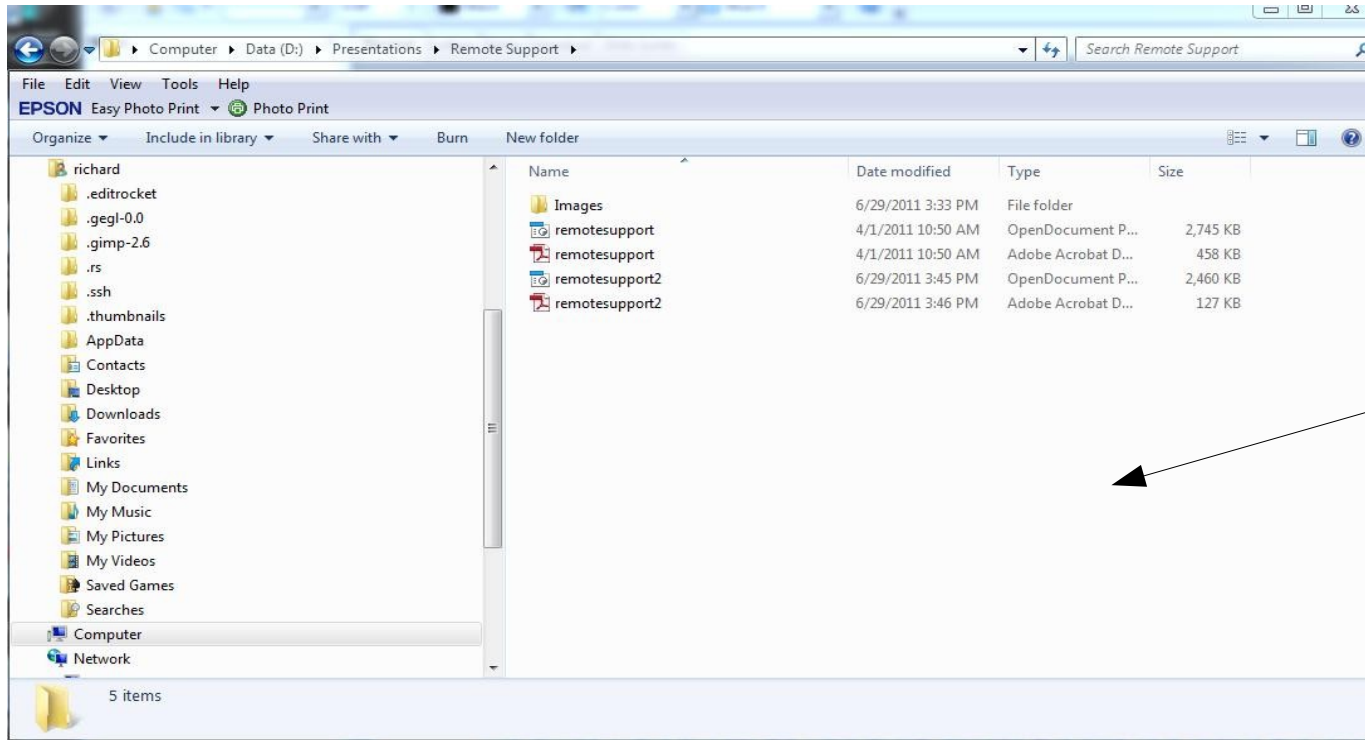 Computer ▸ Data (D:) ▸ Presentations ▸ Remote Support ▸ Search Remote Support
File Edit View Tools Help
EPSON Easy Photo Print Photo Print
Organize Include in library Share with Burn New folder
richard
.editrocket
.gegl-0.0
.gimp-2.6
.rs
.ssh
.thumbnails
AppData
Contacts
Desktop
Downloads
Favorites
Links
My Documents
My Music
My Pictures
My Videos
Saved Games
Searches
Computer
Network
Name Date modified Type Size
Images 6/29/2011 3:33 PM File folder
remotesupport 4/1/2011 10:50 AM OpenDocument P... 2,745 KB
remotesupport 4/1/2011 10:50 AM Adobe Acrobat D... 458 KB
remotesupport2 6/29/2011 3:45 PM OpenDocument P... 2,460 KB
remotesupport2 6/29/2011 3:46 PM Adobe Acrobat D... 127 KB
5 items